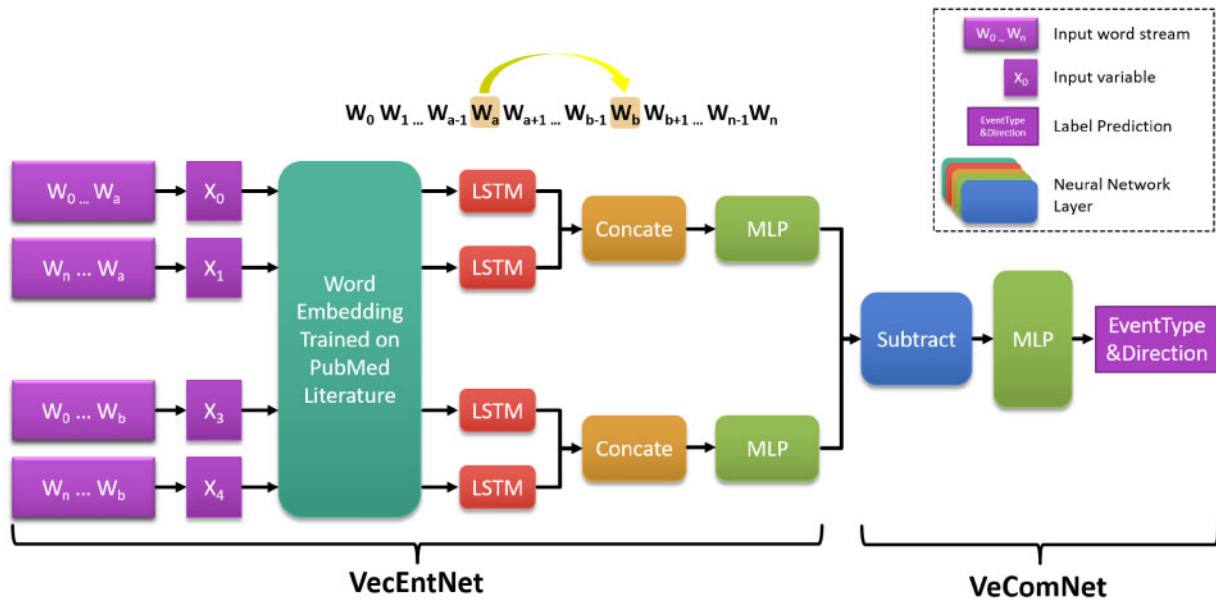 W0 _ Wn Input word stream
X0 Input variable
EventType
&Direction
Label Prediction
Neural Network
Layer
W0 W1 ... Wa-1 Wa Wa+1 ... Wb-1 Wb Wb+1 ... Wn-1 Wn
W0 ... Wa X0 LSTM
Concate MLP
Wn ... Wa X1 LSTM
Word
Embedding
Trained on
PubMed
Literature
Subtract MLP EventType
&Direction
W0 ... Wb X3 LSTM
Concate MLP
Wn ... Wb X4 LSTM
VecEntNet VeComNet